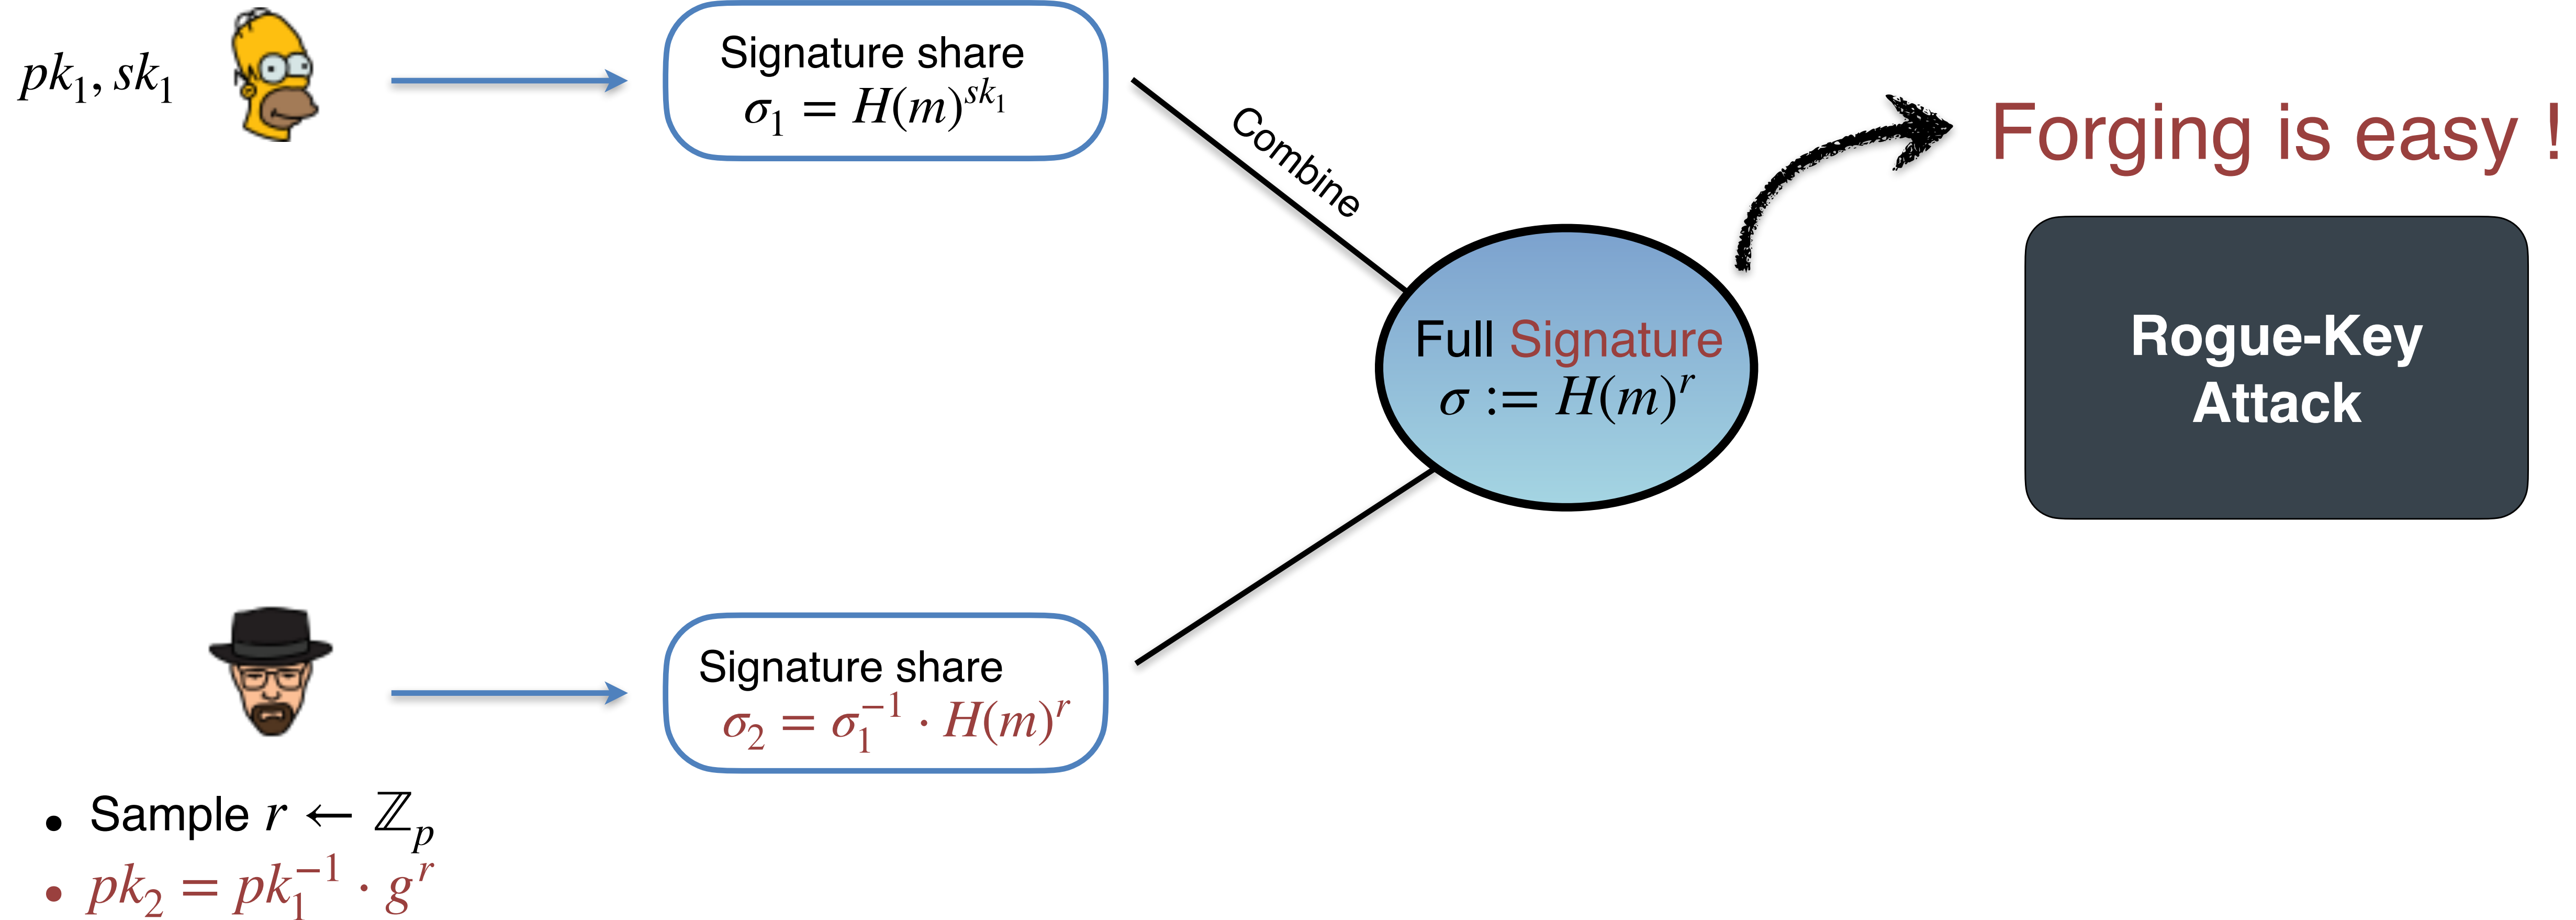 pk₁, sk₁
Signature share
σ₁ = H(m)^{sk₁}
Combine
Forging is easy !
Full Signature
σ := H(m)^r
Rogue-Key
Attack
Signature share
σ₂ = σ₁⁻¹ · H(m)^r
• Sample r ← ℤₚ
• pk₂ = pk₁⁻¹ · g^r